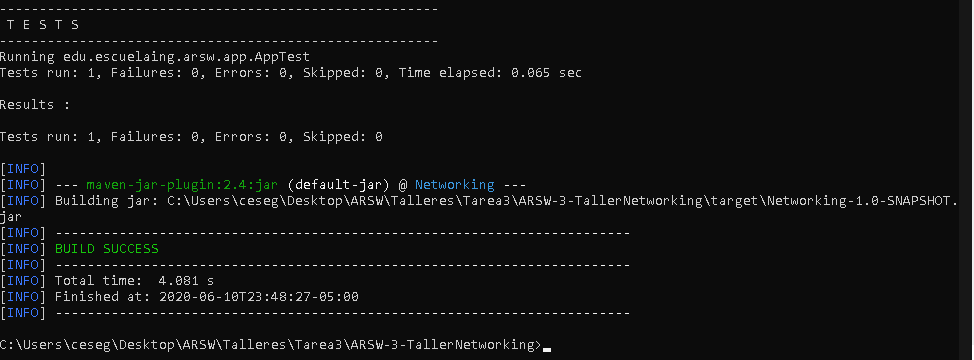 -------------------------------------------------------
 T E S T S
-------------------------------------------------------
Running edu.escuelaing.arsw.app.AppTest
Tests run: 1, Failures: 0, Errors: 0, Skipped: 0, Time elapsed: 0.065 sec

Results :

Tests run: 1, Failures: 0, Errors: 0, Skipped: 0

[INFO]
[INFO] --- maven-jar-plugin:2.4:jar (default-jar) @ Networking ---
[INFO] Building jar: C:\Users\ceseg\Desktop\ARSW\Talleres\Tarea3\ARSW-3-TallerNetworking\target\Networking-1.0-SNAPSHOT.
jar
[INFO] ------------------------------------------------------------------------
[INFO] BUILD SUCCESS
[INFO] ------------------------------------------------------------------------
[INFO] Total time:  4.081 s
[INFO] Finished at: 2020-06-10T23:48:27-05:00
[INFO] ------------------------------------------------------------------------

C:\Users\ceseg\Desktop\ARSW\Talleres\Tarea3\ARSW-3-TallerNetworking>